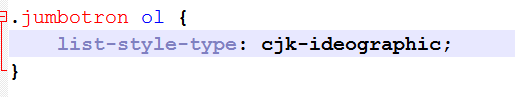 .jumbotron ol {
    list-style-type: cjk-ideographic;
}